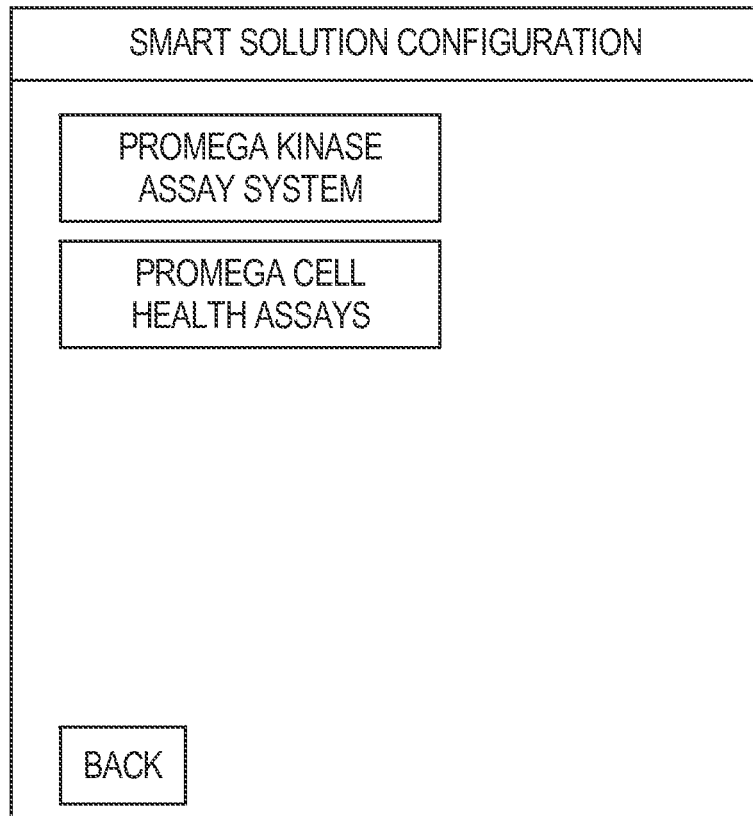 SMART SOLUTION CONFIGURATION
PROMEGA KINASE
ASSAY SYSTEM
PROMEGA CELL
HEALTH ASSAYS
BACK